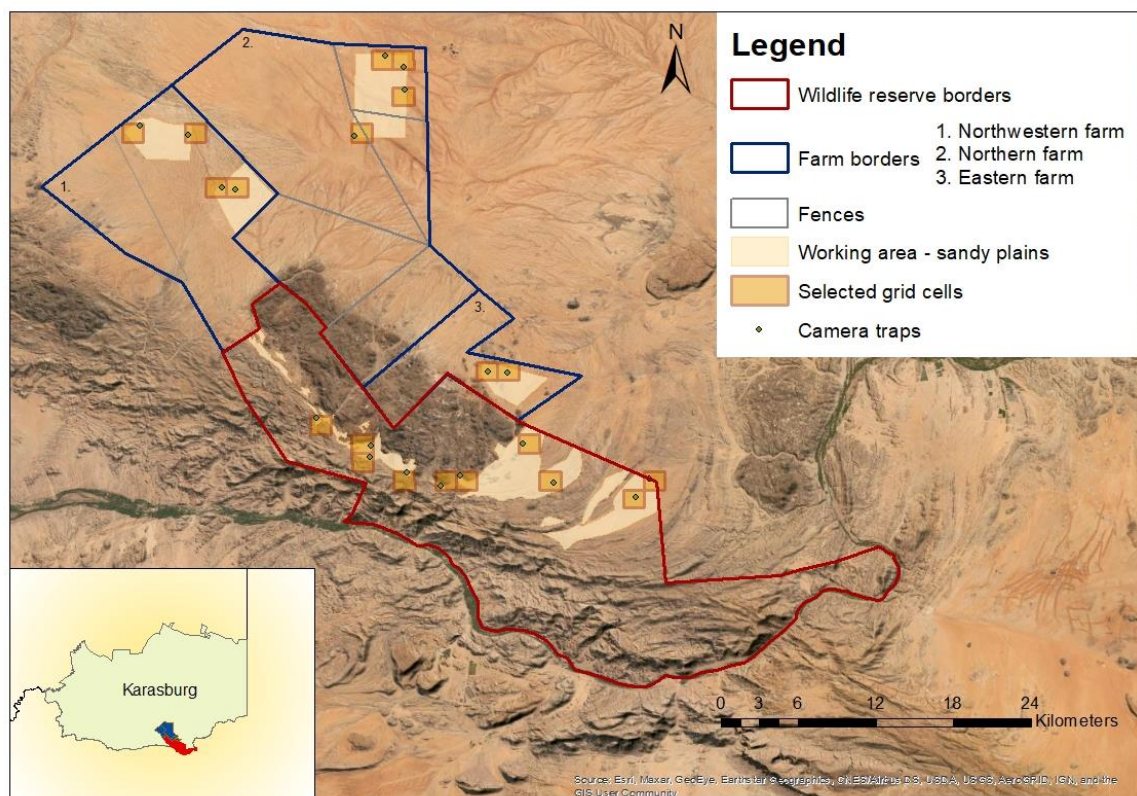 2.
N
1.
3.
Legend
Wildlife reserve borders
Farm borders
1. Northwestern farm
2. Northern farm
3. Eastern farm
Fences
Working area - sandy plains
Selected grid cells
Camera traps
Karasburg
0 3 6 12 18 24
Kilometers
Source: Esri, Maxar, GeoEye, Earthstar Geographics, CNES/Airbus DS, USDA, USGS, AeroGRID, IGN, and the
GIS User Community